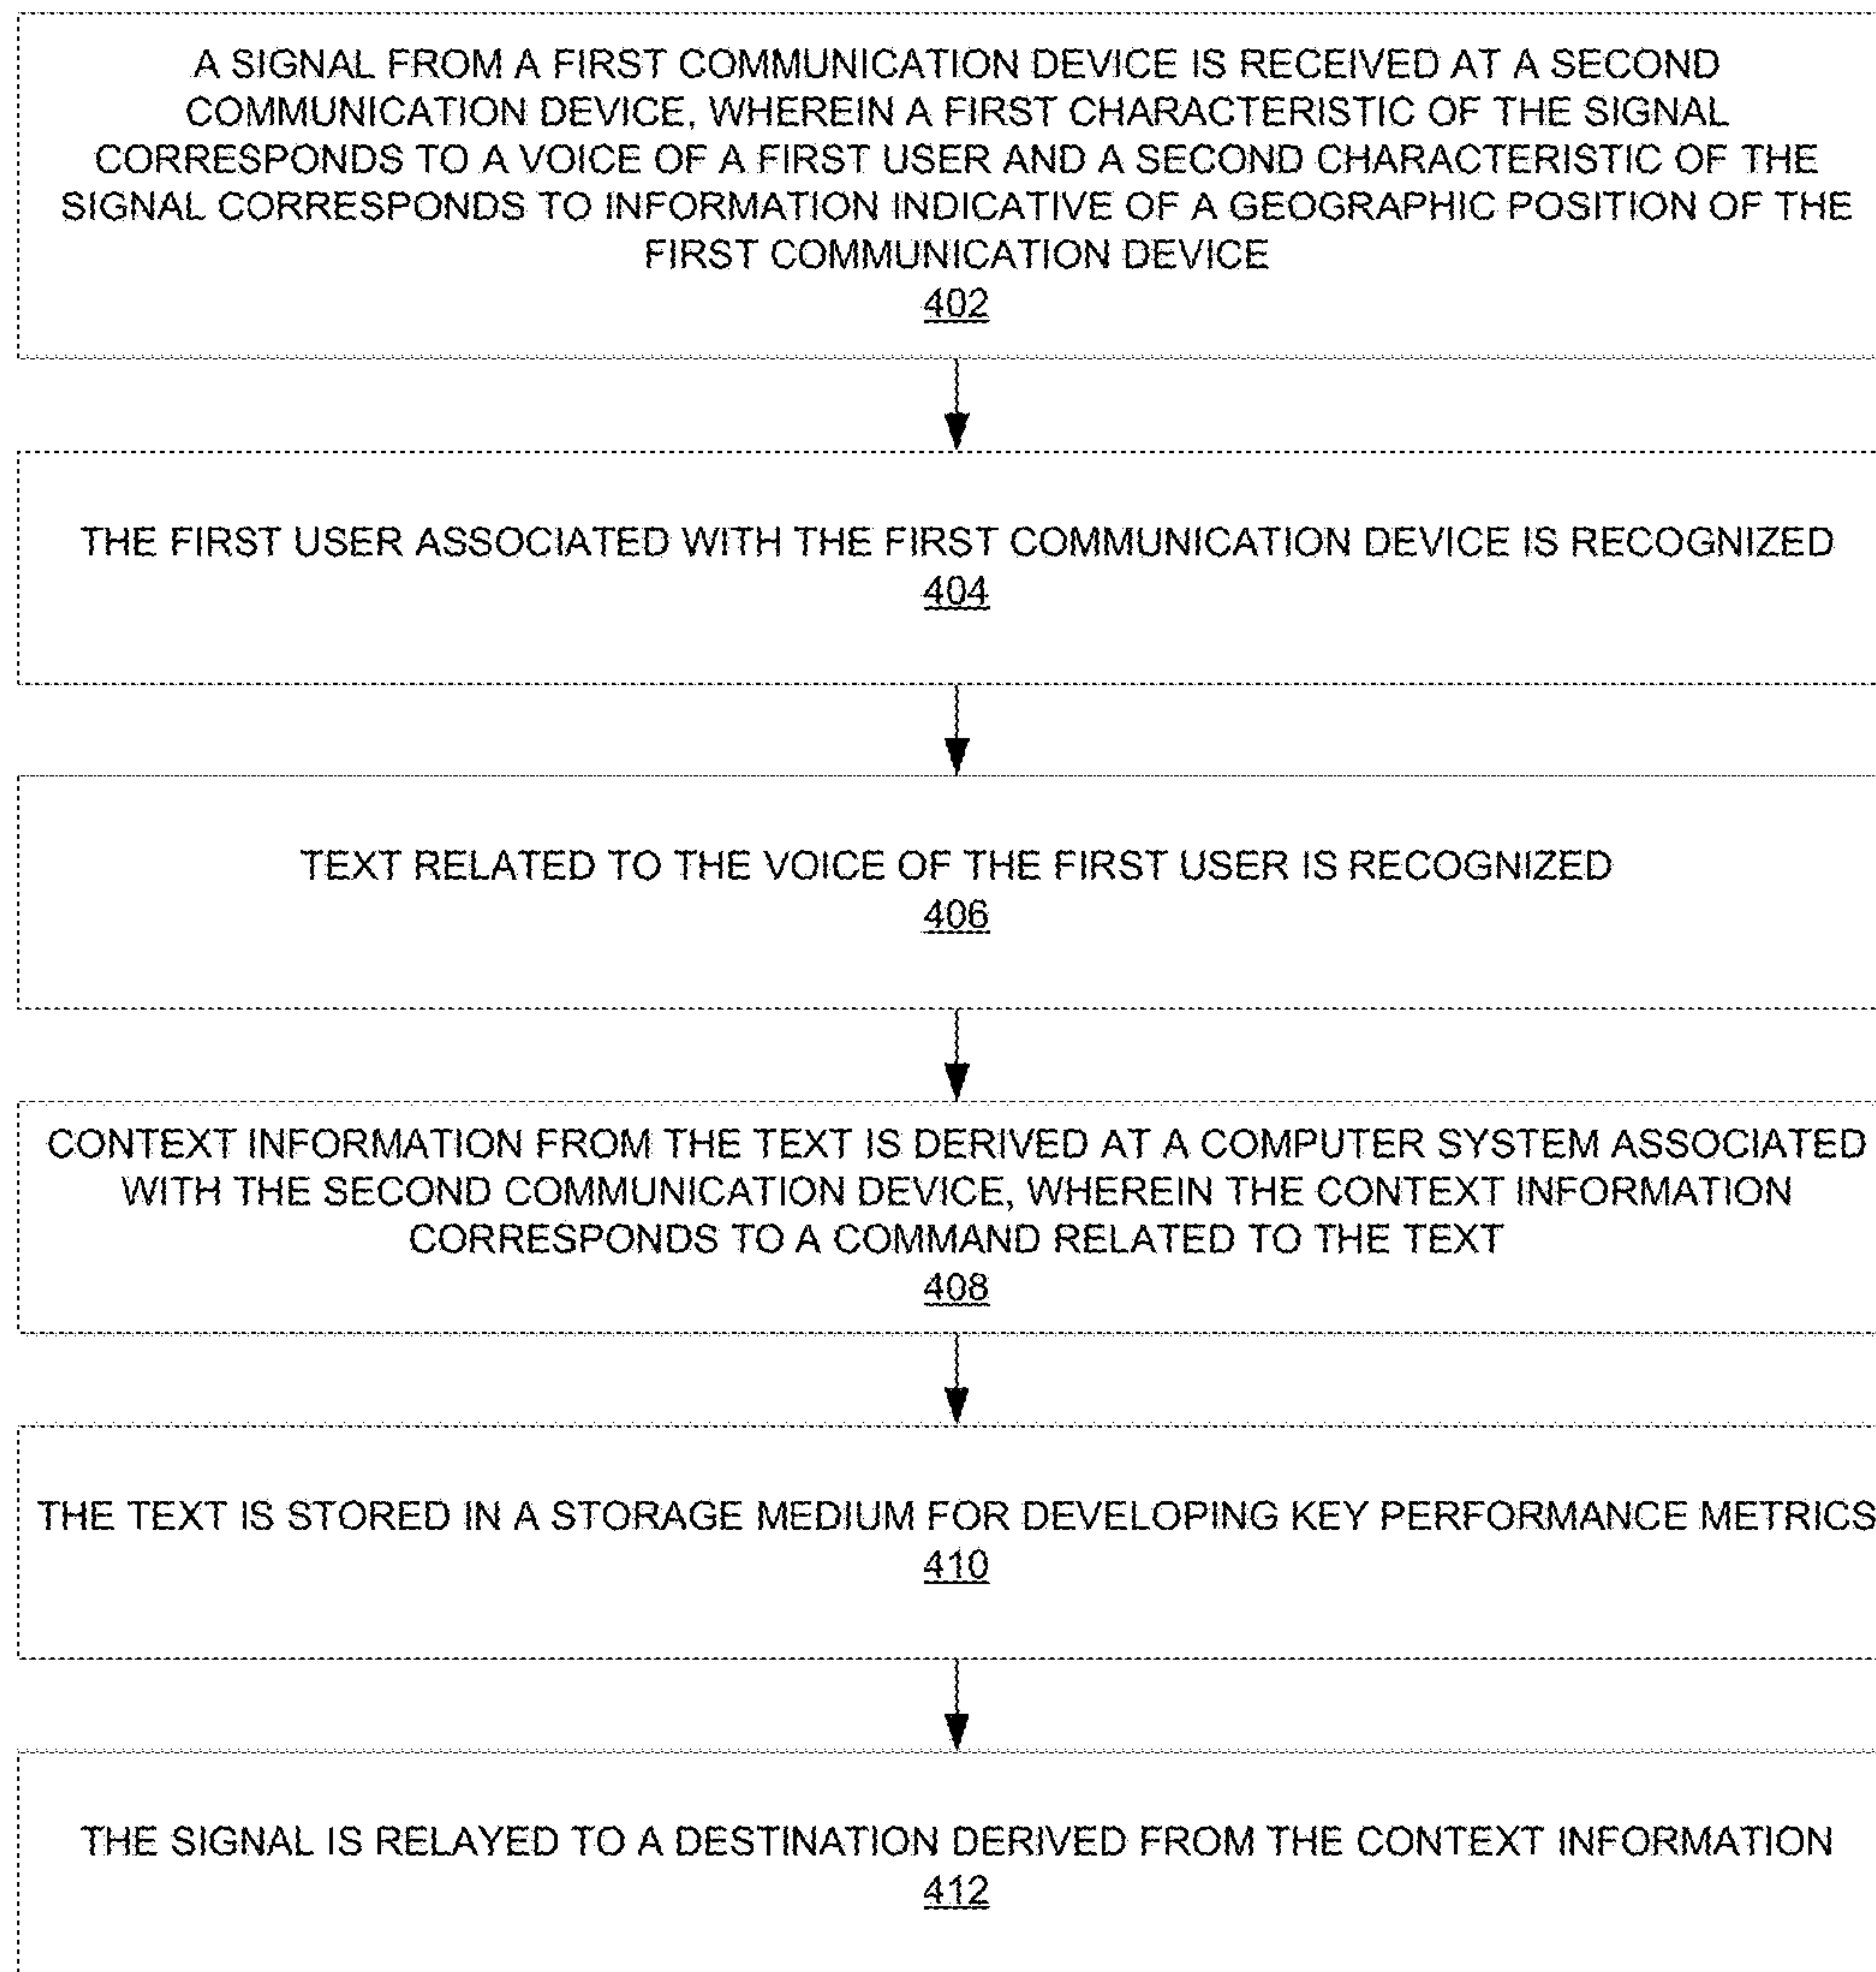 A SIGNAL FROM A FIRST COMMUNICATION DEVICE IS RECEIVED AT A SECOND
COMMUNICATION DEVICE, WHEREIN A FIRST CHARACTERISTIC OF THE SIGNAL
CORRESPONDS TO A VOICE OF A FIRST USER AND A SECOND CHARACTERISTIC OF THE
SIGNAL CORRESPONDS TO INFORMATION INDICATIVE OF A GEOGRAPHIC POSITION OF THE
FIRST COMMUNICATION DEVICE
402
THE FIRST USER ASSOCIATED WITH THE FIRST COMMUNICATION DEVICE IS RECOGNIZED
404
TEXT RELATED TO THE VOICE OF THE FIRST USER IS RECOGNIZED
406
CONTEXT INFORMATION FROM THE TEXT IS DERIVED AT A COMPUTER SYSTEM ASSOCIATED
WITH THE SECOND COMMUNICATION DEVICE, WHEREIN THE CONTEXT INFORMATION
CORRESPONDS TO A COMMAND RELATED TO THE TEXT
408
THE TEXT IS STORED IN A STORAGE MEDIUM FOR DEVELOPING KEY PERFORMANCE METRICS
410
THE SIGNAL IS RELAYED TO A DESTINATION DERIVED FROM THE CONTEXT INFORMATION
412